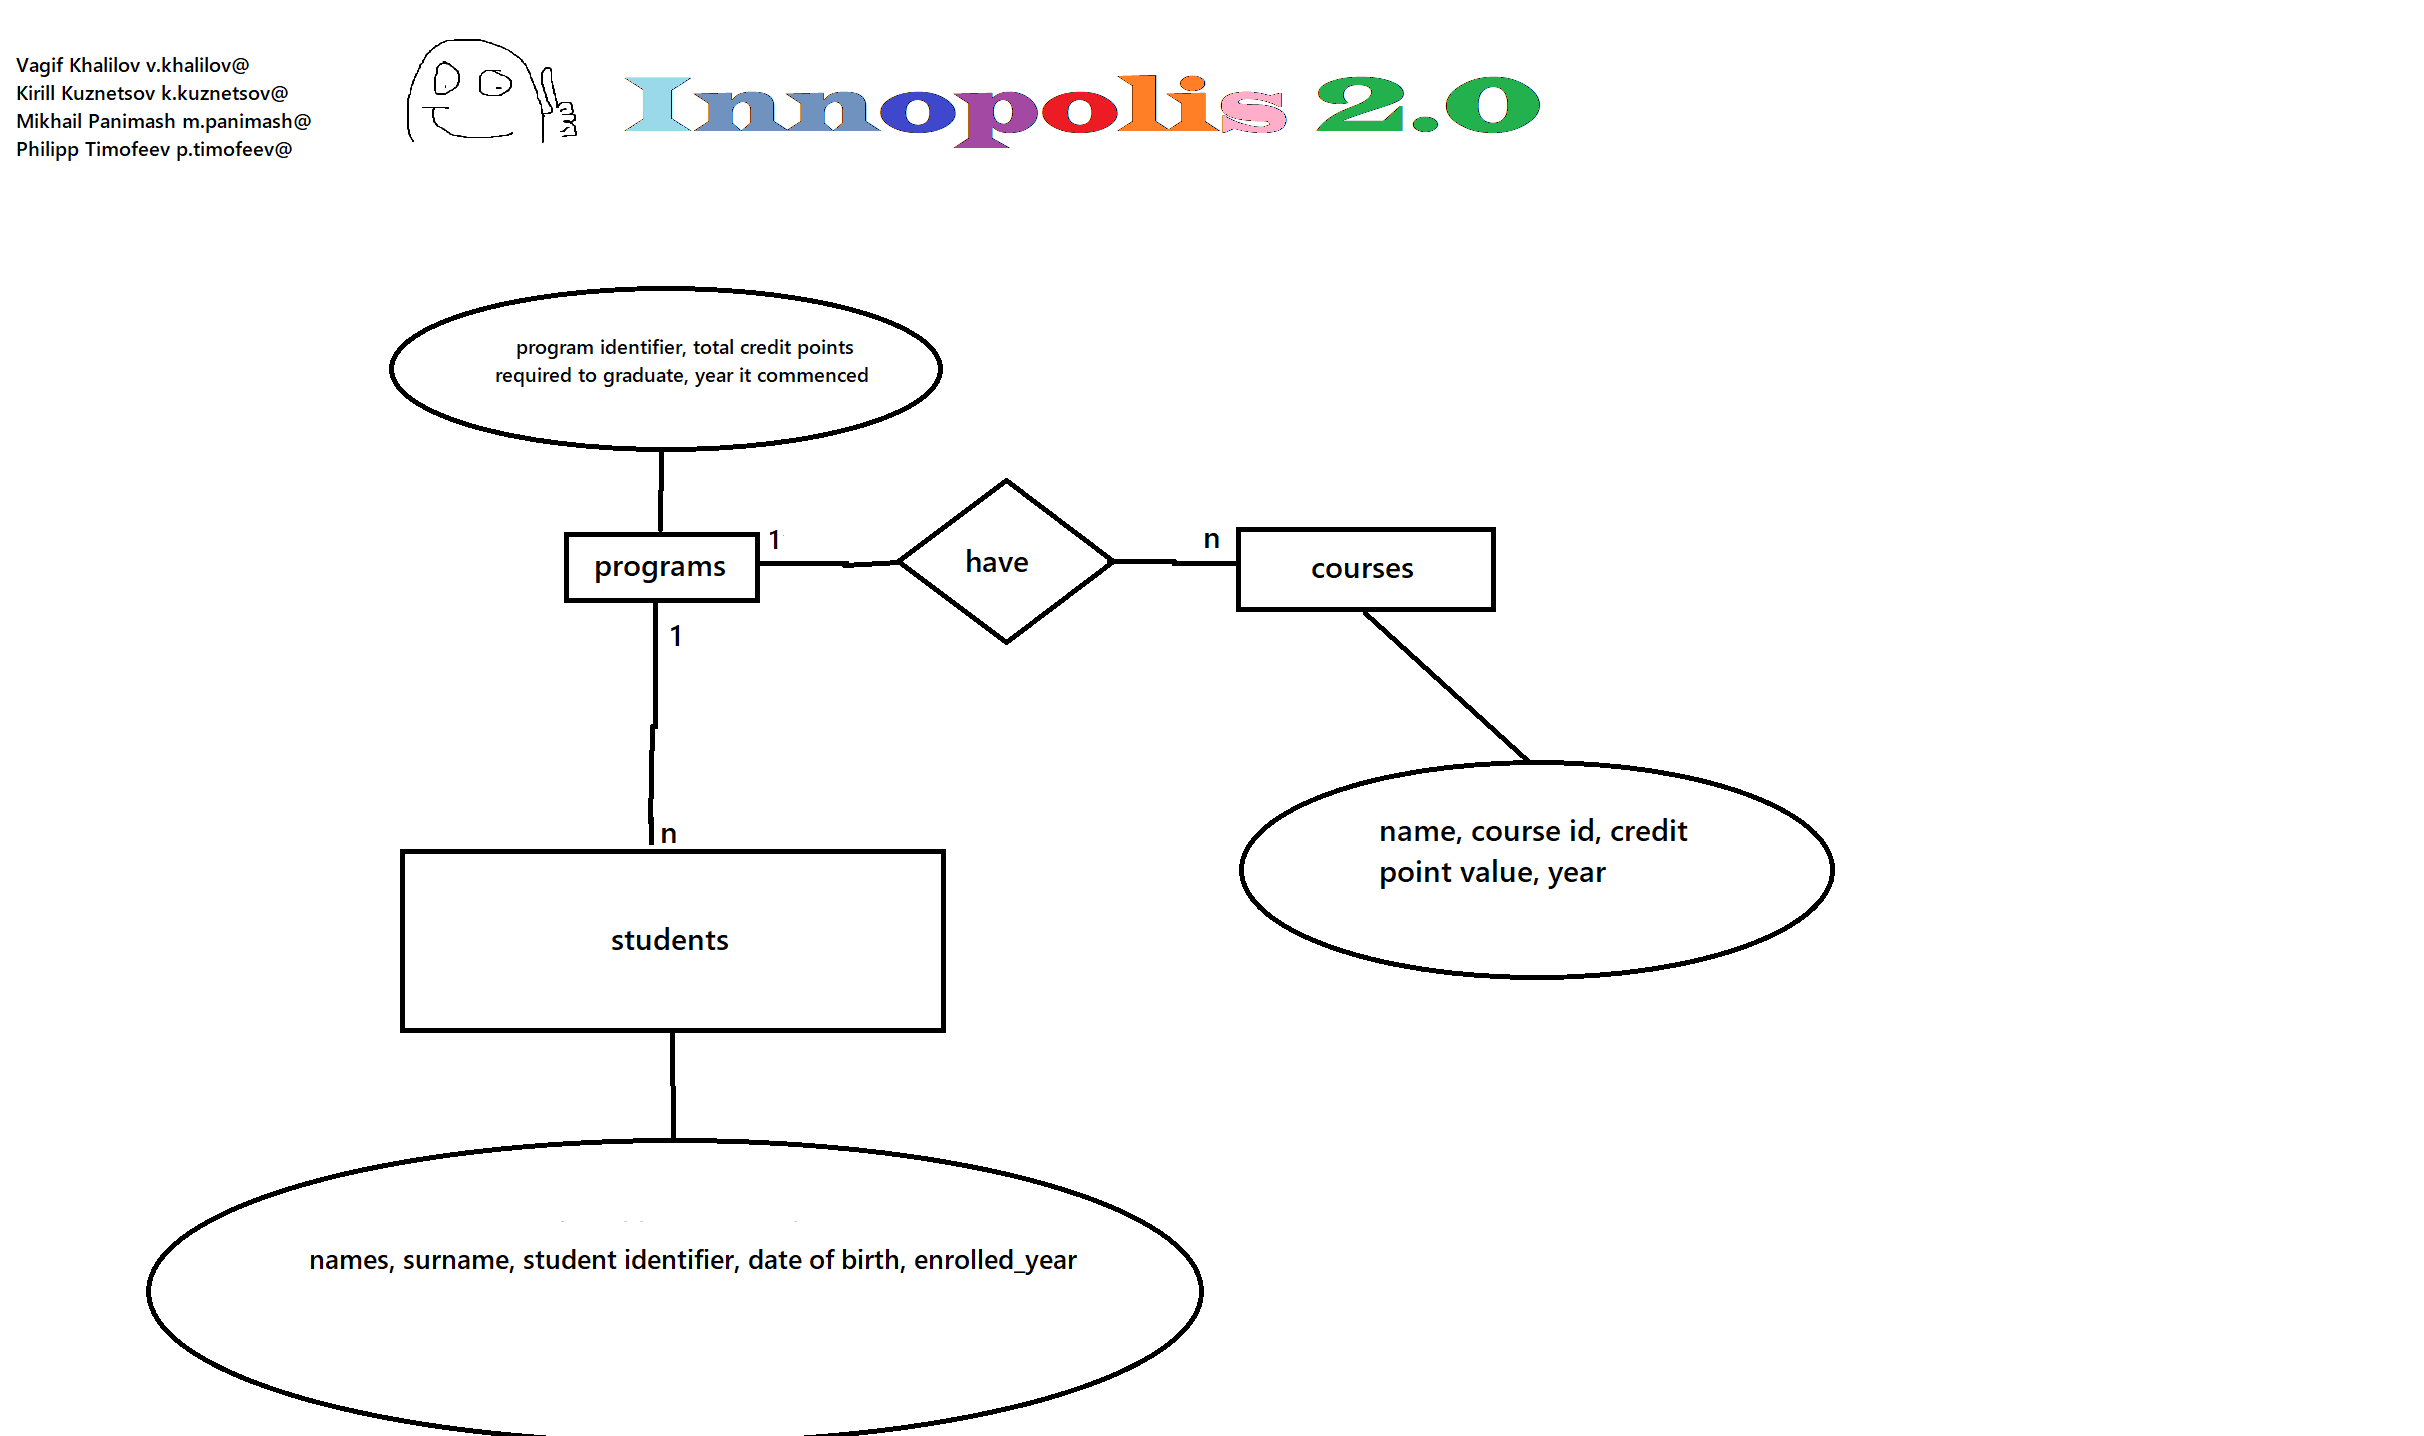 Vagif Khalilov v.khalilov@
Kirill Kuznetsov k.kuznetsov@
Mikhail Panimash m.panimash@
Philipp Timofeev p.timofeev@
Innopolis 2.0
program identifier, total credit points
required to graduate, year it commenced
programs
1
have
n
courses
1
n
students
name, course id, credit
point value, year
names, surname, student identifier, date of birth, enrolled_year